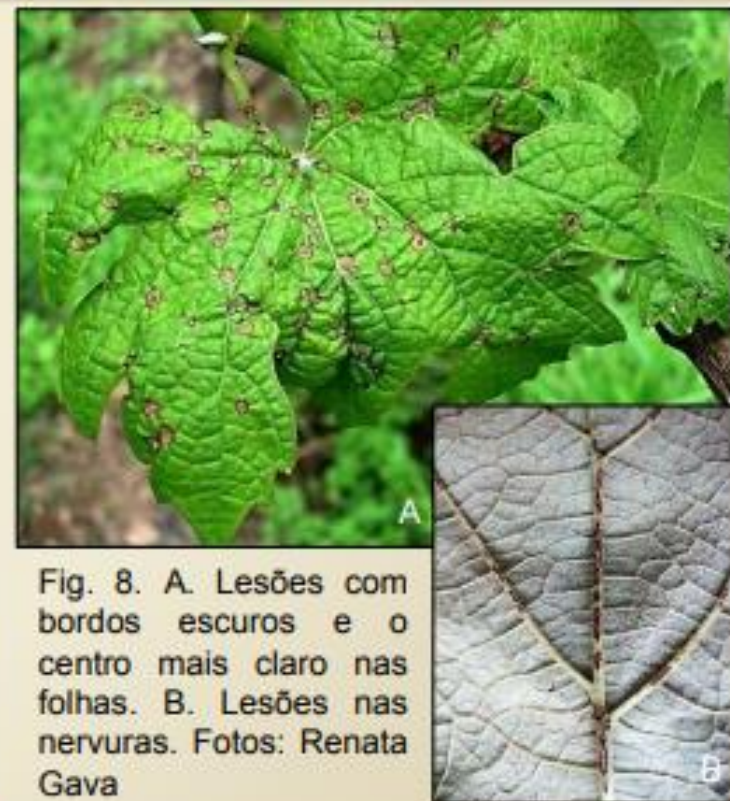 A
B
Fig. 8. A. Lesões com
bordos escuros e o
centro mais claro nas
folhas. B. Lesões nas
nervuras. Fotos: Renata
Gava